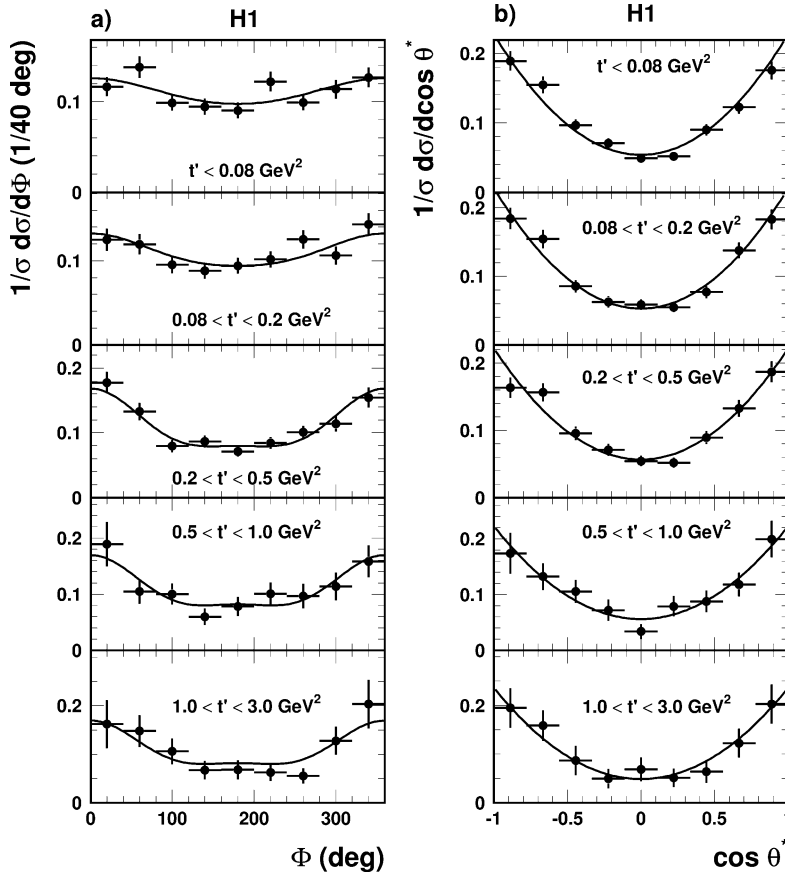 a) H1
1/σ dσ/dΦ (1/40 deg)
0.1
t' < 0.08 GeV²
0
0.1
0.08 < t' < 0.2 GeV²
0
0.2
0.1
0.2 < t' < 0.5 GeV²
0
0.2
0.5 < t' < 1.0 GeV²
0.1
0
1.0 < t' < 3.0 GeV²
0.2
0
0 100 200 300
Φ (deg)
b) H1
1/σ dσ/dcos θ*
0.2
t' < 0.08 GeV²
0.1
0
0.2
0.08 < t' < 0.2 GeV²
0.1
0
0.2
0.2 < t' < 0.5 GeV²
0.1
0
0.2
0.5 < t' < 1.0 GeV²
0.1
0
1.0 < t' < 3.0 GeV²
0.2
0
-1 -0.5 0 0.5 1
cos θ*